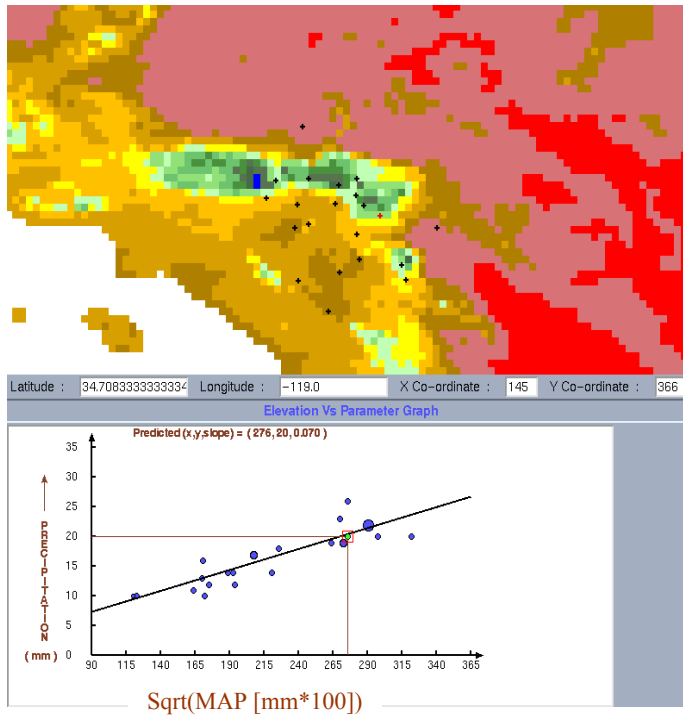 Latitude : 34.7083333333334 Longitude : -119.0 X Co-ordinate : 145 Y Co-ordinate : 366
Elevation Vs Parameter Graph
Predicted (x,y,slope) = ( 276, 20, 0.070 )
35
30
25
20
15
10
5
0
PRECIPITATION
( mm )
90 115 140 165 190 215 240 265 290 315 340 365
Sqrt(MAP [mm*100])